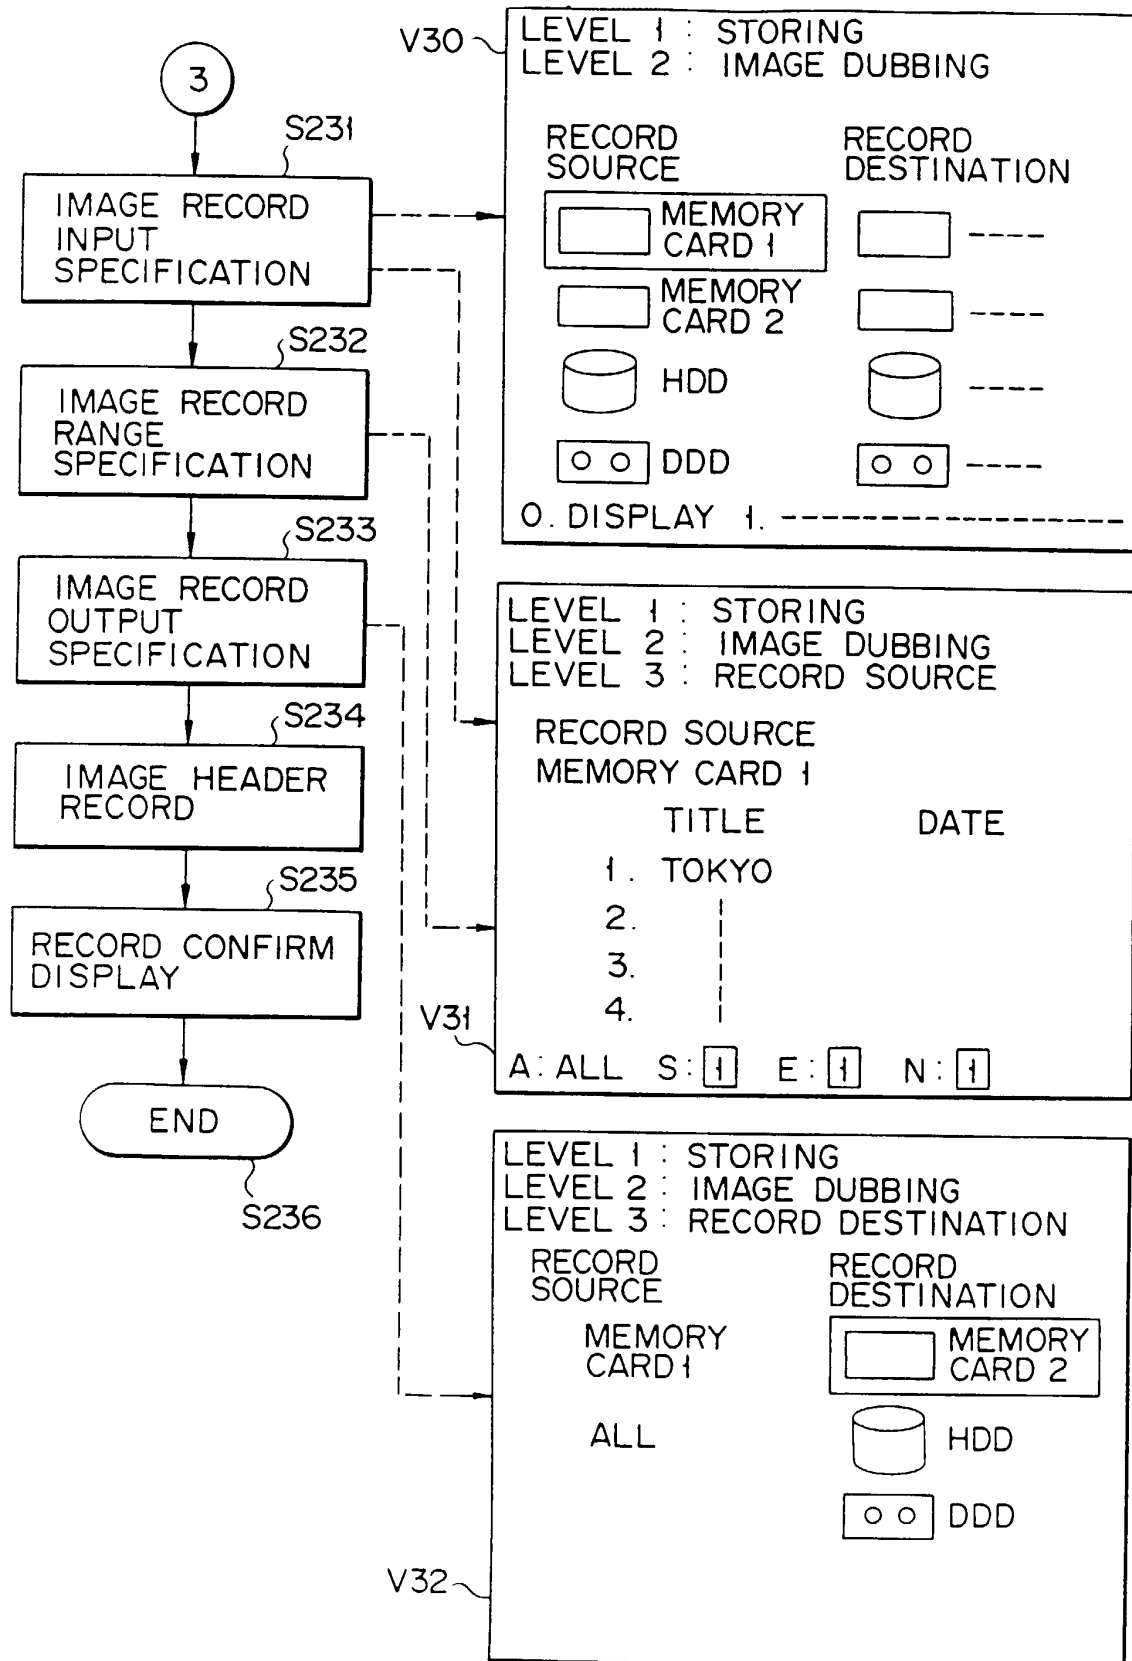 3
S231
IMAGE RECORD
INPUT
SPECIFICATION
S232
IMAGE RECORD
RANGE
SPECIFICATION
S233
IMAGE RECORD
OUTPUT
SPECIFICATION
S234
IMAGE HEADER
RECORD
S235
RECORD CONFIRM
DISPLAY
END
S236
V30
LEVEL 1 : STORING
LEVEL 2 : IMAGE DUBBING
RECORD
SOURCE
RECORD
DESTINATION
MEMORY
CARD 1
----
MEMORY
CARD 2
----
HDD
----
DDD
----
0. DISPLAY 1. ------------------
V31
LEVEL 1 : STORING
LEVEL 2 : IMAGE DUBBING
LEVEL 3 : RECORD SOURCE
RECORD SOURCE
MEMORY CARD 1
TITLE DATE
1. TOKYO
2.
3.
4.
A : ALL S : 1 E : 1 N : 1
V32
LEVEL 1 : STORING
LEVEL 2 : IMAGE DUBBING
LEVEL 3 : RECORD DESTINATION
RECORD
SOURCE
RECORD
DESTINATION
MEMORY
CARD 1
MEMORY
CARD 2
ALL
HDD
DDD